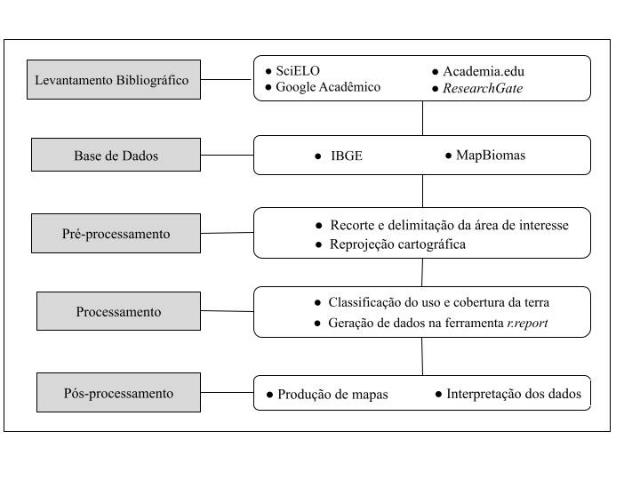 Levantamento Bibliográfico
● SciELO
● Google Acadêmico
● Academia.edu
● ResearchGate
Base de Dados
● IBGE
● MapBiomas
Pré-processamento
● Recorte e delimitação da área de interesse
● Reprojeção cartográfica
Processamento
● Classificação do uso e cobertura da terra
● Geração de dados na ferramenta r.report
Pós-processamento
● Produção de mapas
● Interpretação dos dados